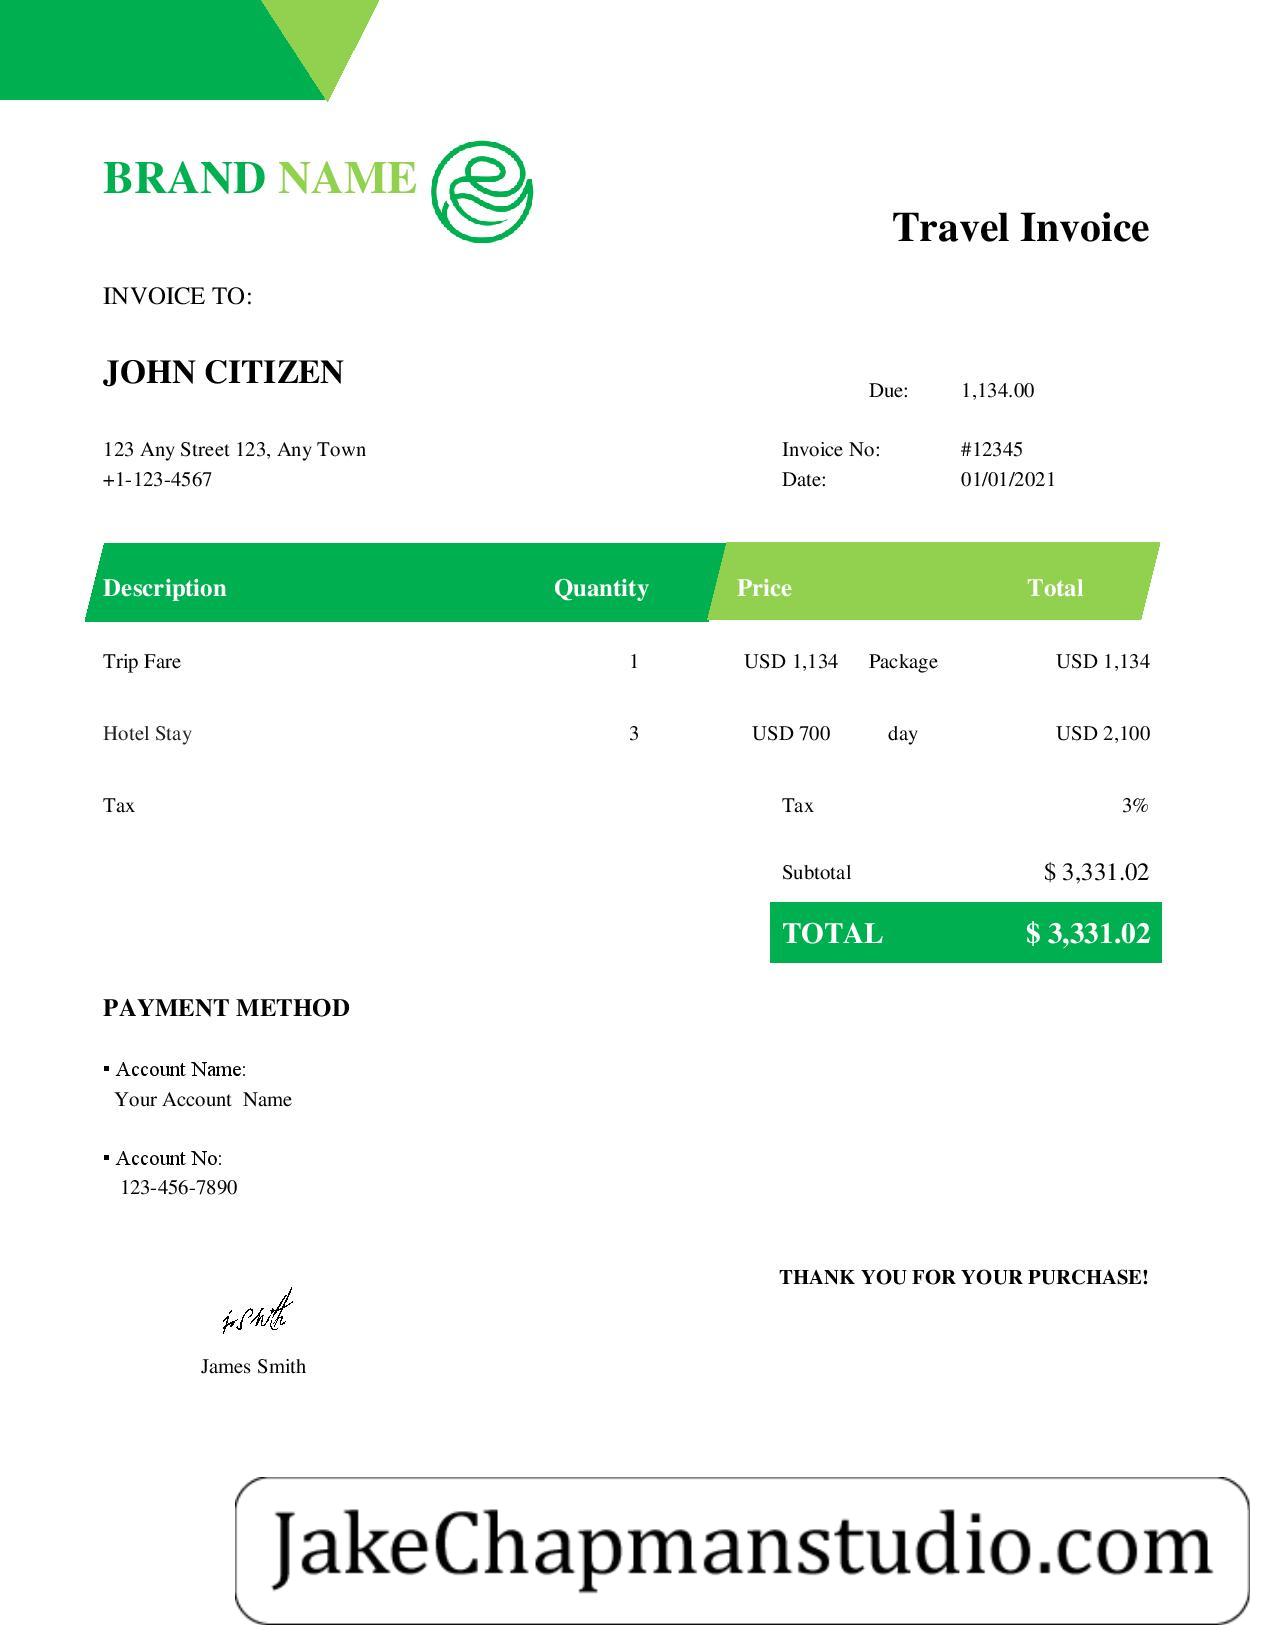 BRAND NAME
Travel Invoice
INVOICE TO:
JOHN CITIZEN
Due: 1,134.00
123 Any Street 123, Any Town
Invoice No: #12345
+1-123-4567
Date: 01/01/2021
Description Quantity Price Total
Trip Fare 1 USD 1,134 Package USD 1,134
Hotel Stay 3 USD 700 day USD 2,100
Tax Tax 3%
Subtotal $ 3,331.02
TOTAL $ 3,331.02
PAYMENT METHOD
▪ Account Name:
Your Account Name
▪ Account No:
123-456-7890
THANK YOU FOR YOUR PURCHASE!
James Smith
JakeChapmanstudio.com